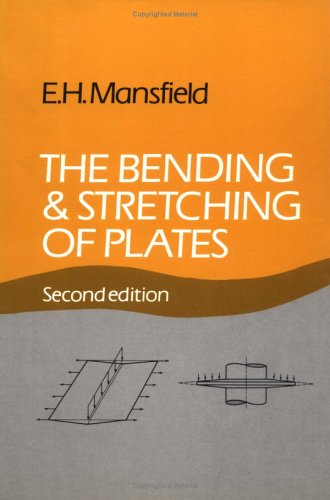 E.H. Mansfield
THE BENDING
& STRETCHING
OF PLATES
Second edition